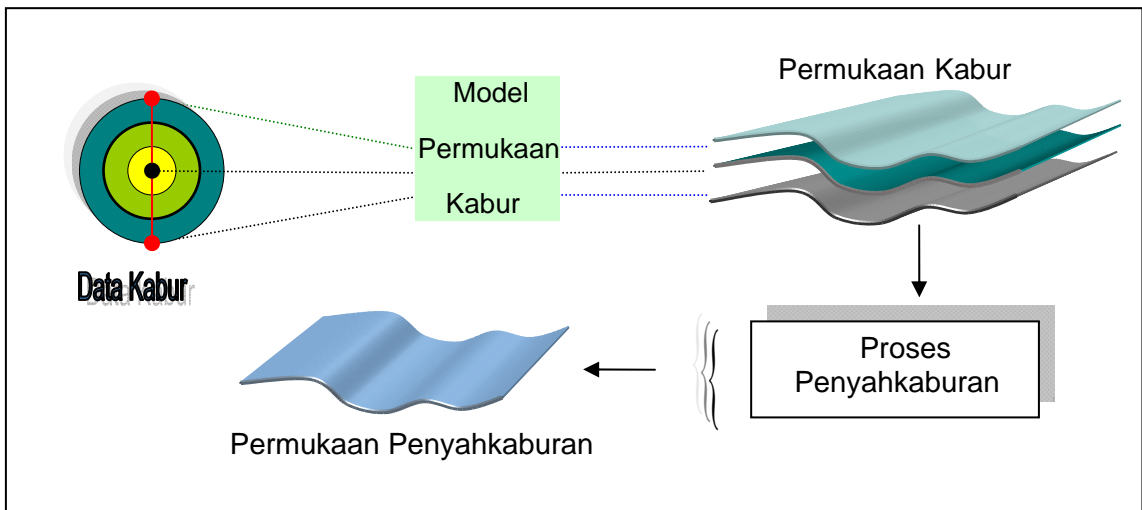 Data Kabur
Model
Permukaan
Kabur
Permukaan Kabur
Proses
Penyahkaburan
Permukaan Penyahkaburan